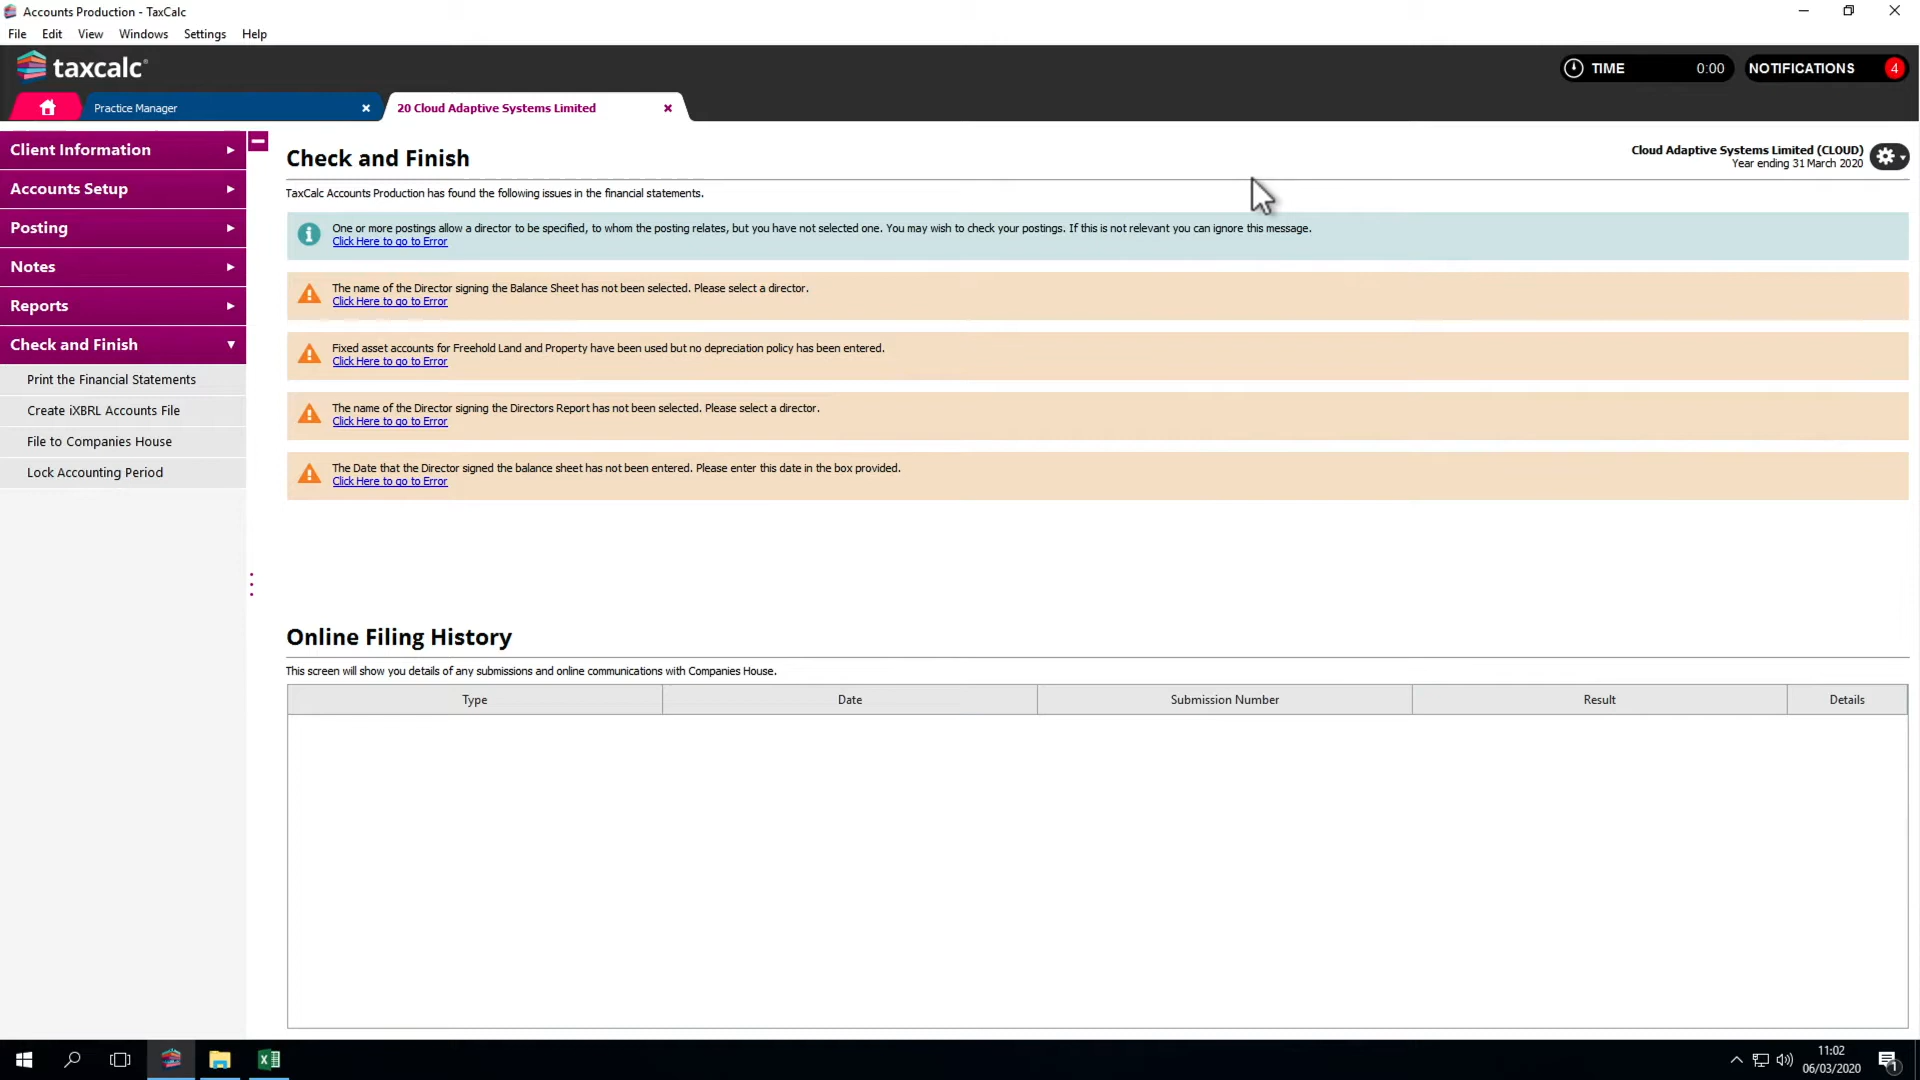 Accounts Production - TaxCalc
File Edit View Windows Settings Help
taxcalc
TIME 0:00 NOTIFICATIONS 4
Practice Manager
20 Cloud Adaptive Systems Limited
Client Information
Accounts Setup
Posting
Notes
Reports
Check and Finish
Print the Financial Statements
Create iXBRL Accounts File
File to Companies House
Lock Accounting Period
Check and Finish
Cloud Adaptive Systems Limited (CLOUD)
Year ending 31 March 2020
TaxCalc Accounts Production has found the following issues in the financial statements.
One or more postings allow a director to be specified, to whom the posting relates, but you have not selected one. You may wish to check your postings. If this is not relevant you can ignore this message.
Click Here to go to Error
The name of the Director signing the Balance Sheet has not been selected. Please select a director.
Click Here to go to Error
Fixed asset accounts for Freehold Land and Property have been used but no depreciation policy has been entered.
Click Here to go to Error
The name of the Director signing the Directors Report has not been selected. Please select a director.
Click Here to go to Error
The Date that the Director signed the balance sheet has not been entered. Please enter this date in the box provided.
Click Here to go to Error
Online Filing History
This screen will show you details of any submissions and online communications with Companies House.
Type Date Submission Number Result Details
11:02
06/03/2020
1